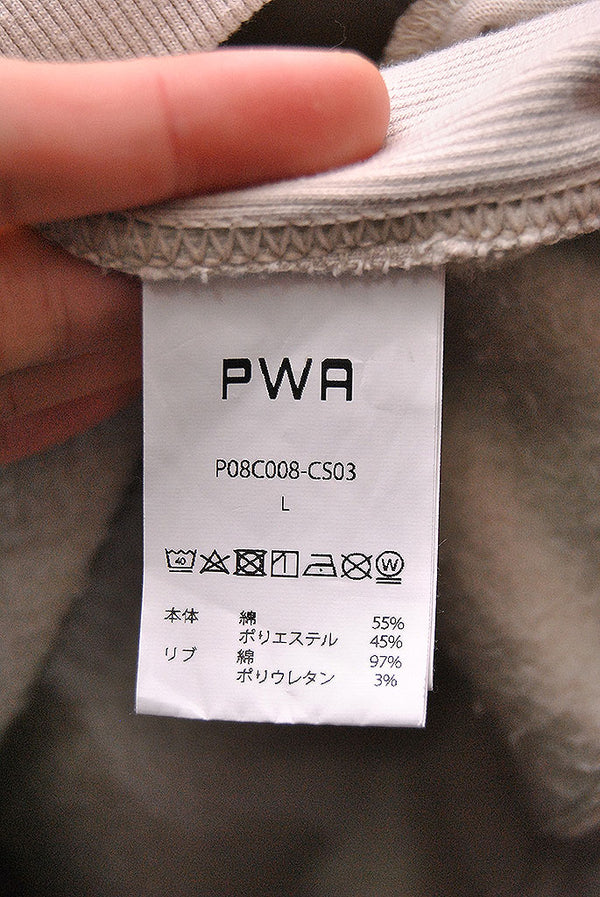 PWA
P08C008-CS03
L
40 W
本体 綿 55%
ポリエステル 45%
リブ 綿 97%
ポリウレタン 3%